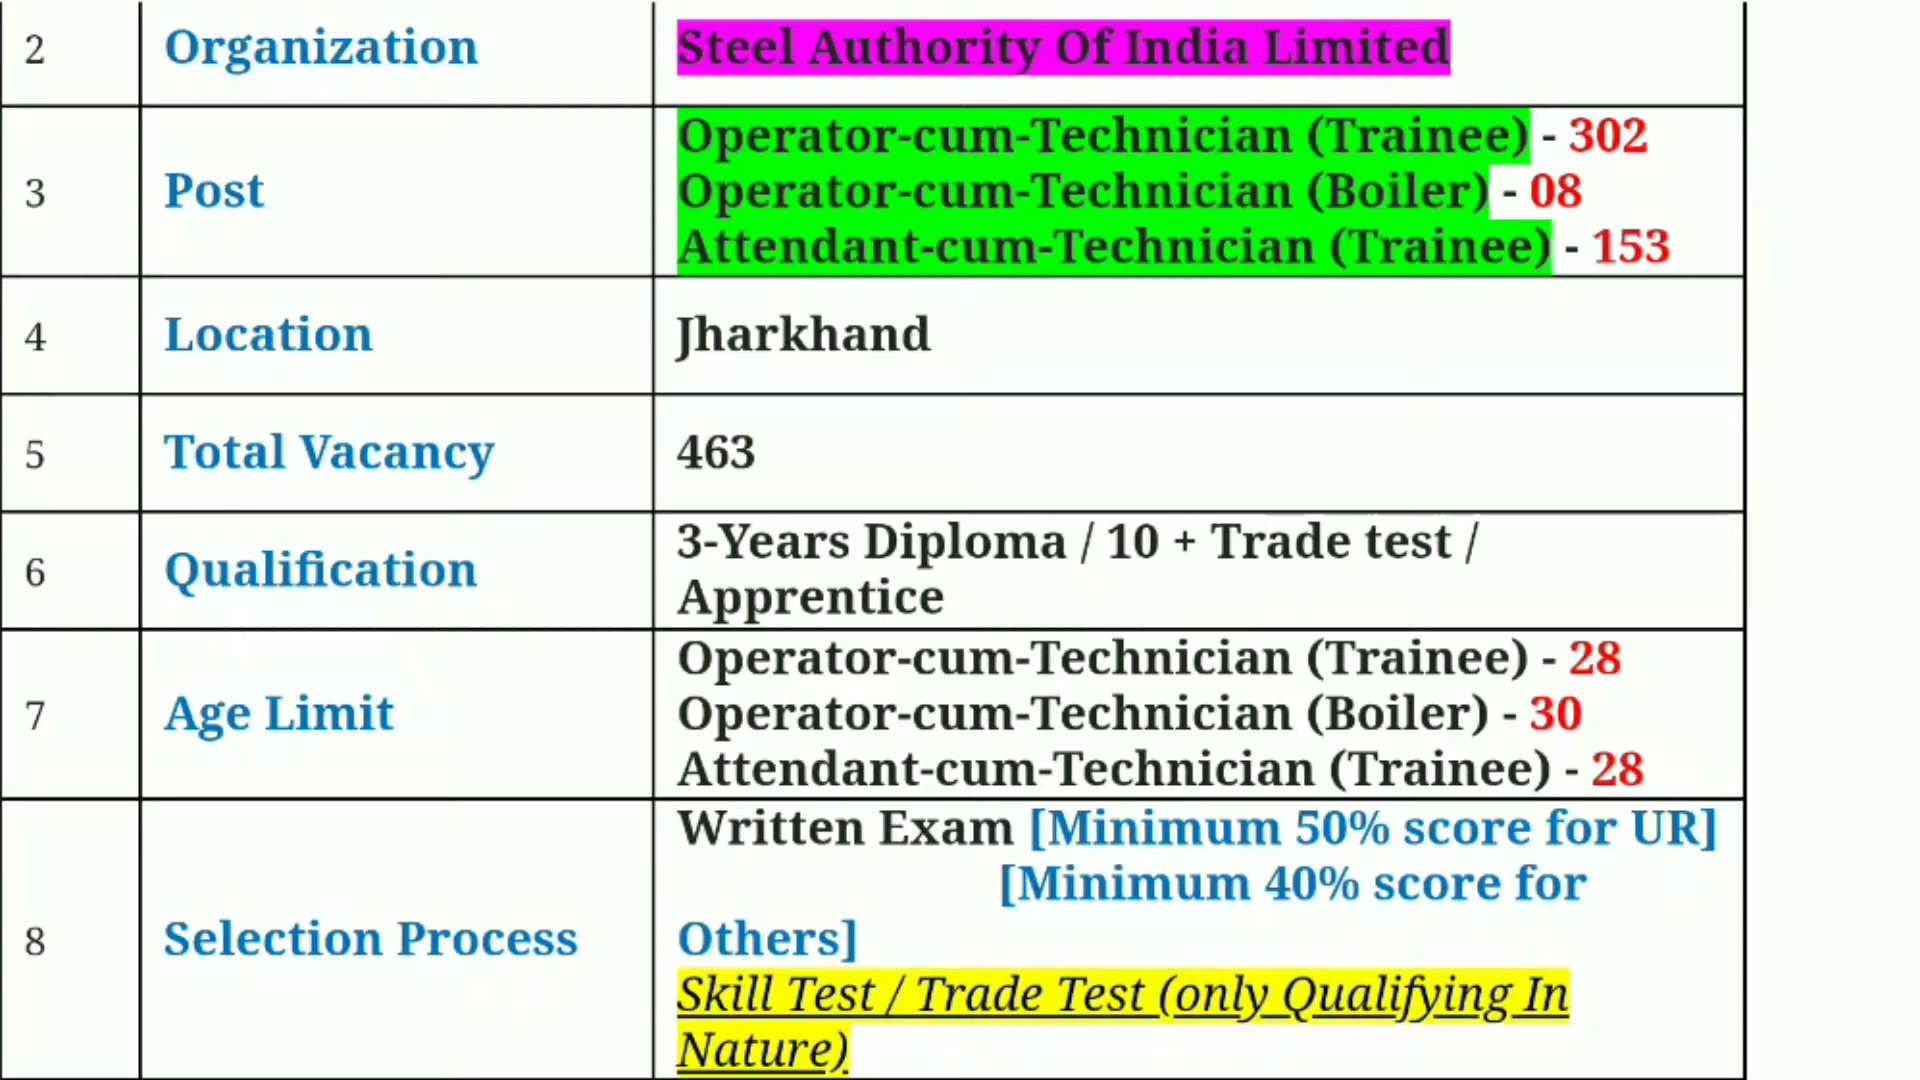 2 Organization Steel Authority Of India Limited
3 Post Operator-cum-Technician (Trainee) - 302
Operator-cum-Technician (Boiler) - 08
Attendant-cum-Technician (Trainee) - 153
4 Location Jharkhand
5 Total Vacancy 463
6 Qualification 3-Years Diploma / 10 + Trade test /
Apprentice
7 Age Limit Operator-cum-Technician (Trainee) - 28
Operator-cum-Technician (Boiler) - 30
Attendant-cum-Technician (Trainee) - 28
8 Selection Process Written Exam [Minimum 50% score for UR]
[Minimum 40% score for
Others]
Skill Test / Trade Test (only Qualifying In
Nature)